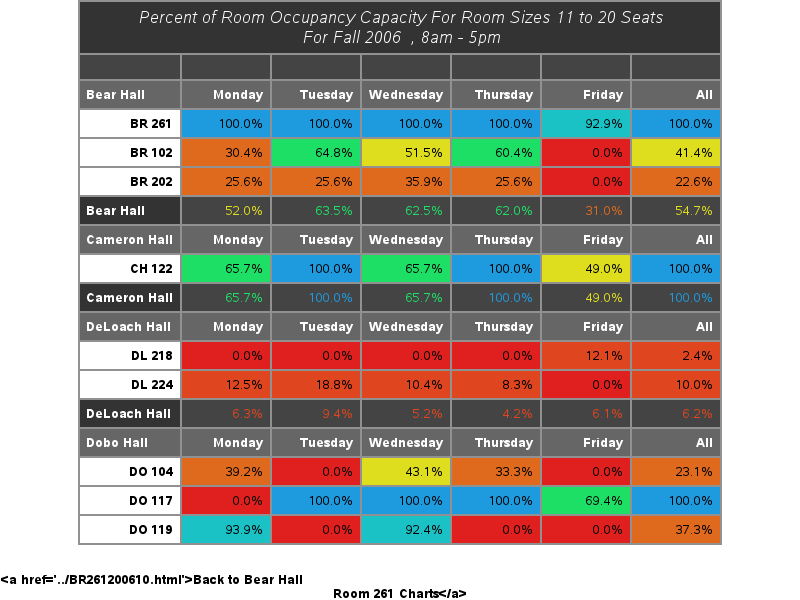 Percent of Room Occupancy Capacity For Room Sizes 11 to 20 Seats
For Fall 2006 , 8am - 5pm
Bear Hall Monday Tuesday Wednesday Thursday Friday All
BR 261 100.0% 100.0% 100.0% 100.0% 92.9% 100.0%
BR 102 30.4% 64.8% 51.5% 60.4% 0.0% 41.4%
BR 202 25.6% 25.6% 35.9% 25.6% 0.0% 22.6%
Bear Hall 52.0% 63.5% 62.5% 62.0% 31.0% 54.7%
Cameron Hall Monday Tuesday Wednesday Thursday Friday All
CH 122 65.7% 100.0% 65.7% 100.0% 49.0% 100.0%
Cameron Hall 65.7% 100.0% 65.7% 100.0% 49.0% 100.0%
DeLoach Hall Monday Tuesday Wednesday Thursday Friday All
DL 218 0.0% 0.0% 0.0% 0.0% 12.1% 2.4%
DL 224 12.5% 18.8% 10.4% 8.3% 0.0% 10.0%
DeLoach Hall 6.3% 9.4% 5.2% 4.2% 6.1% 6.2%
Dobo Hall Monday Tuesday Wednesday Thursday Friday All
DO 104 39.2% 0.0% 43.1% 33.3% 0.0% 23.1%
DO 117 0.0% 100.0% 100.0% 100.0% 69.4% 100.0%
DO 119 93.9% 0.0% 92.4% 0.0% 0.0% 37.3%
<a href='../BR261200610.html'>Back to Bear Hall
Room 261 Charts</a>